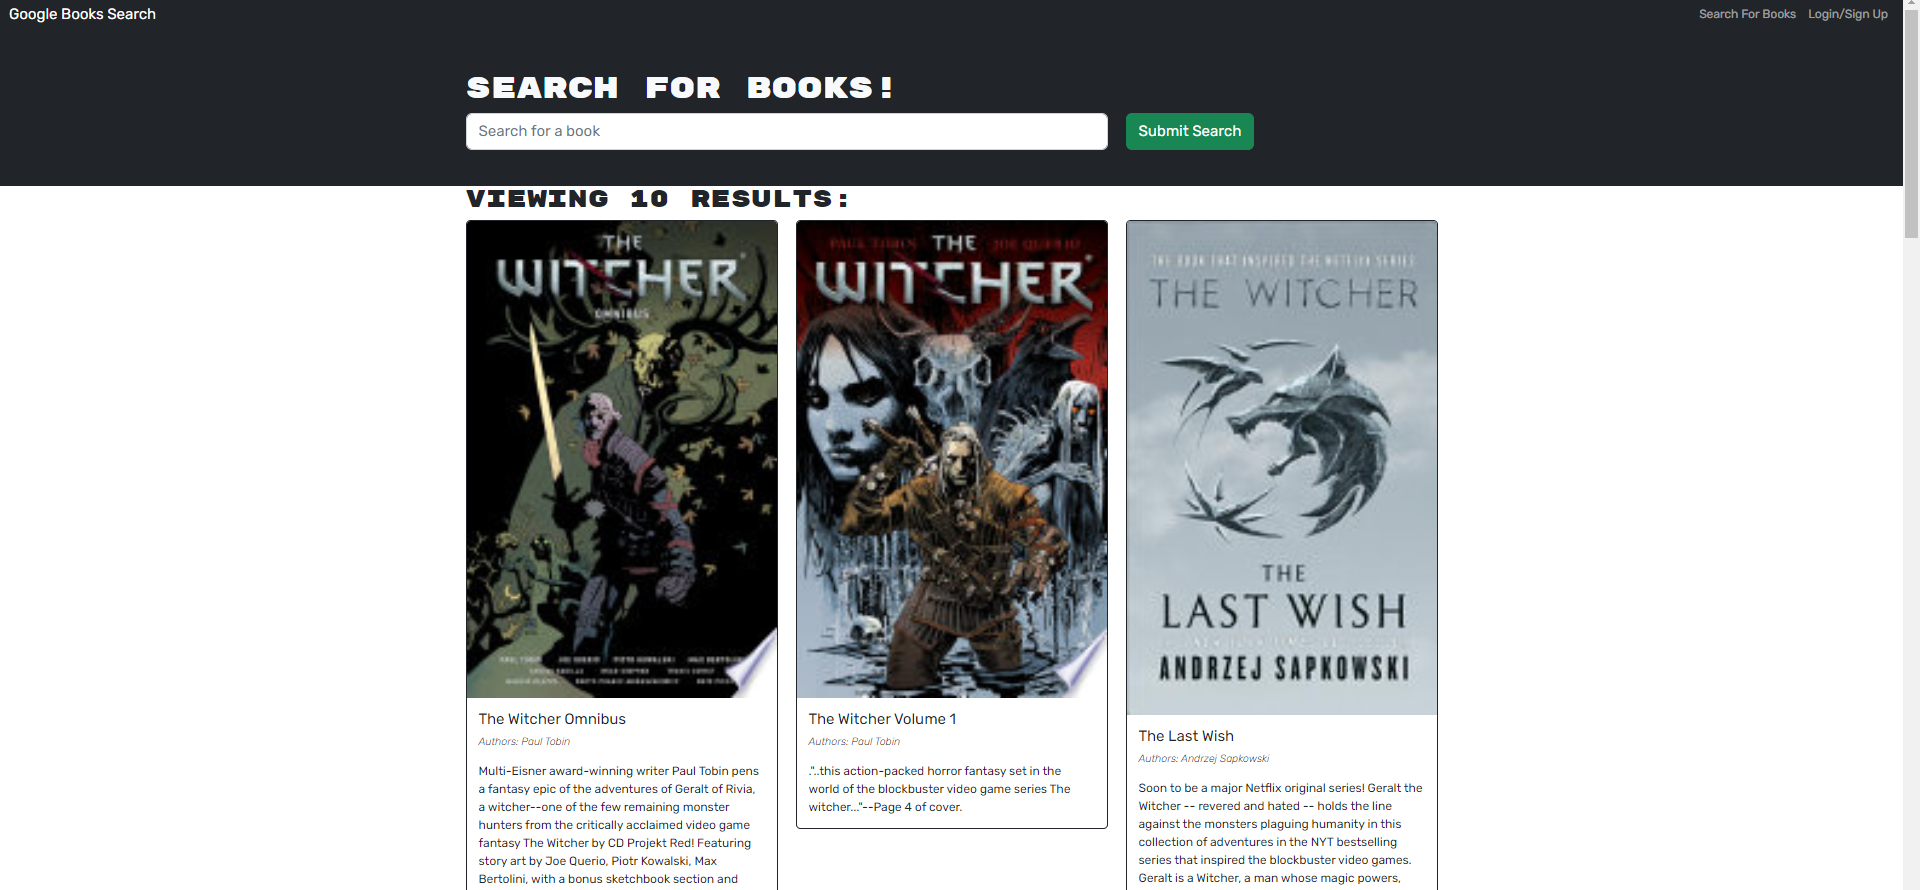 Google Books Search
Search For Books
Login/Sign Up
SEARCH FOR BOOKS!
Search for a book
Submit Search
VIEWING 10 RESULTS:
THE
WITCHER
OMNIBUS
The Witcher Omnibus
Authors: Paul Tobin
Multi-Eisner award-winning writer Paul Tobin pens
a fantasy epic of the adventures of Geralt of Rivia,
a witcher--one of the few remaining monster
hunters from the critically acclaimed video game
fantasy The Witcher by CD Projekt Red! Featuring
story art by Joe Querio, Piotr Kowalski, Max
Bertolini, with a bonus sketchbook section and
PAUL TOBIN
THE
JOE QUERIO
WITCHER
The Witcher Volume 1
Authors: Paul Tobin
."..this action-packed horror fantasy set in the
world of the blockbuster video game series The
witcher..."--Page 4 of cover.
THE BOOK THAT INSPIRED THE NETFLIX SERIES
THE WITCHER
THE
LAST WISH
ANDRZEJ SAPKOWSKI
The Last Wish
Authors: Andrzej Sapkowski
Soon to be a major Netflix original series! Geralt the
Witcher -- revered and hated -- holds the line
against the monsters plaguing humanity in this
collection of adventures in the NYT bestselling
series that inspired the blockbuster video games.
Geralt is a Witcher, a man whose magic powers,